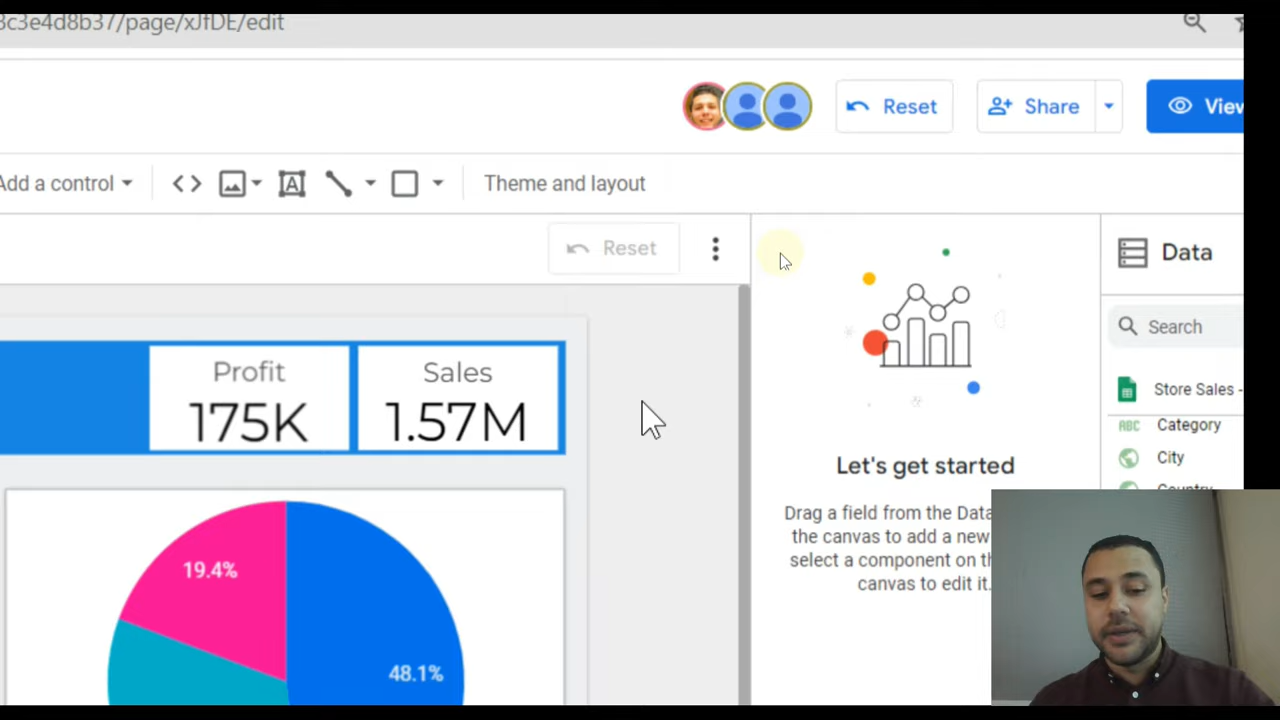 3c3e4d8b37//page/xJfDE/edit
Reset
Share
View
Add a control
Theme and layout
Reset
Data
Search
Profit
175K
Sales
1.57M
Store Sales -
Category
City
Country
Let's get started
Drag a field from the Data
the canvas to add a new
select a component on th
canvas to edit it.
19.4%
48.1%